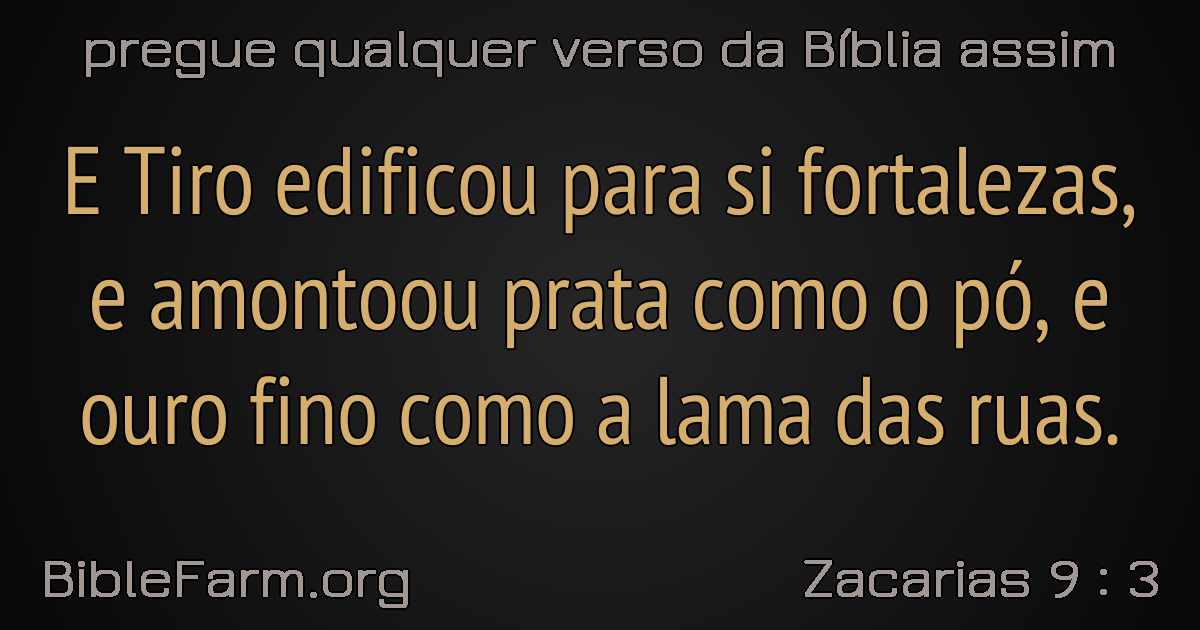 pregue qualquer verso da Bíblia assim
E Tiro edificou para si fortalezas,
e amontoou prata como o pó, e
ouro fino como a lama das ruas.
BibleFarm.org
Zacarias 9 : 3